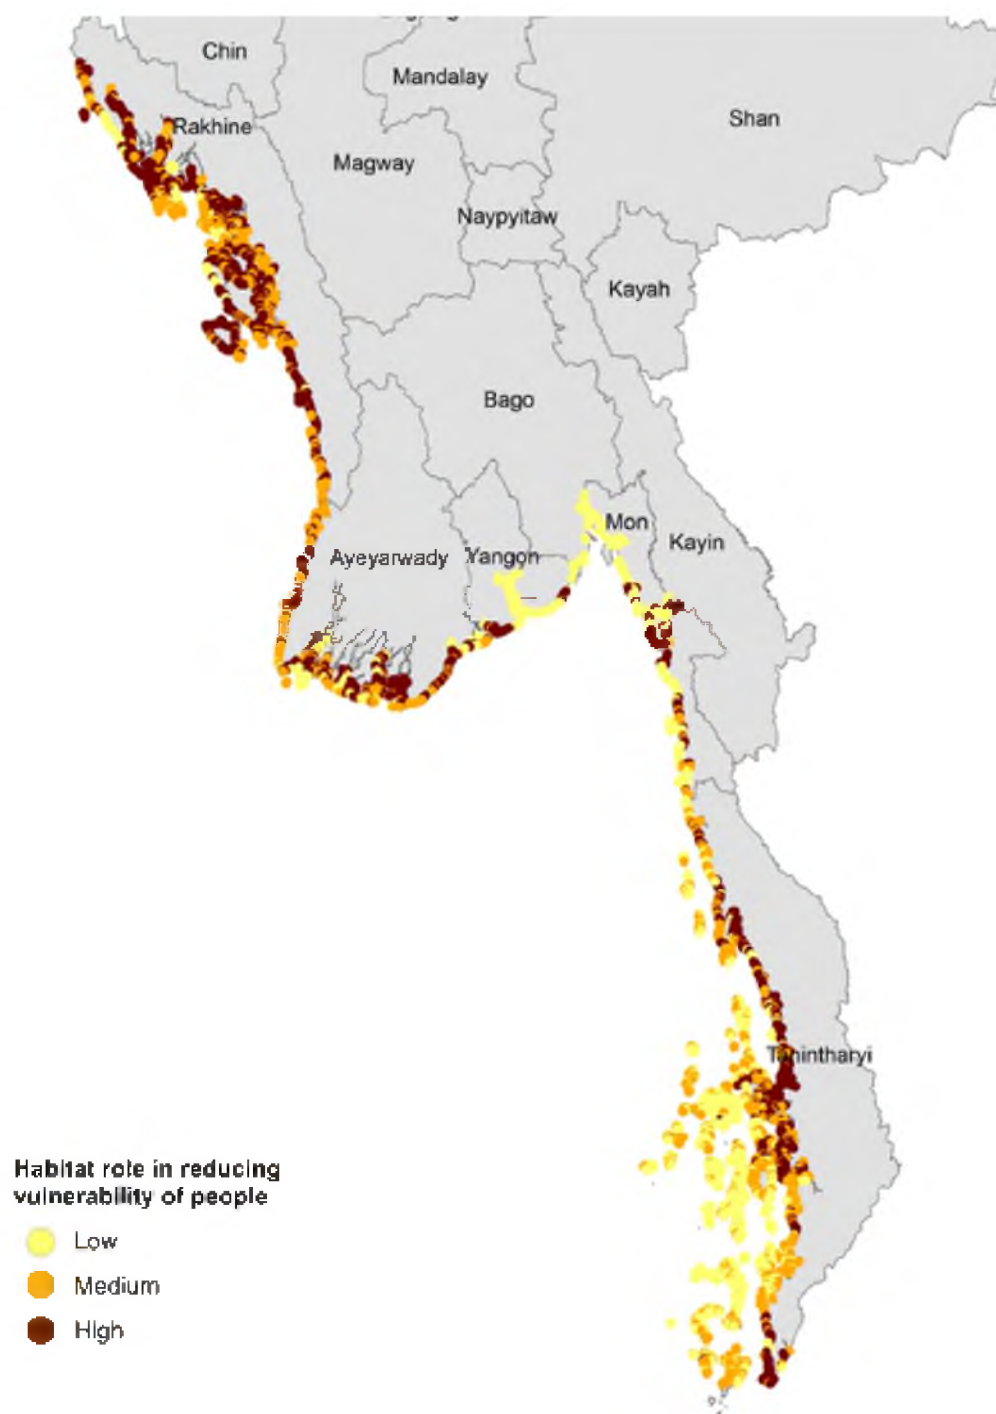 Chin
Mandalay
Shan
Rakhine
Magway
Naypyitaw
Kayah
Bago
Mon
Kayin
Ayeyarwady
Yangon
Tanintharyi
Habitat role in reducing
vulnerability of people
Low
Medium
High